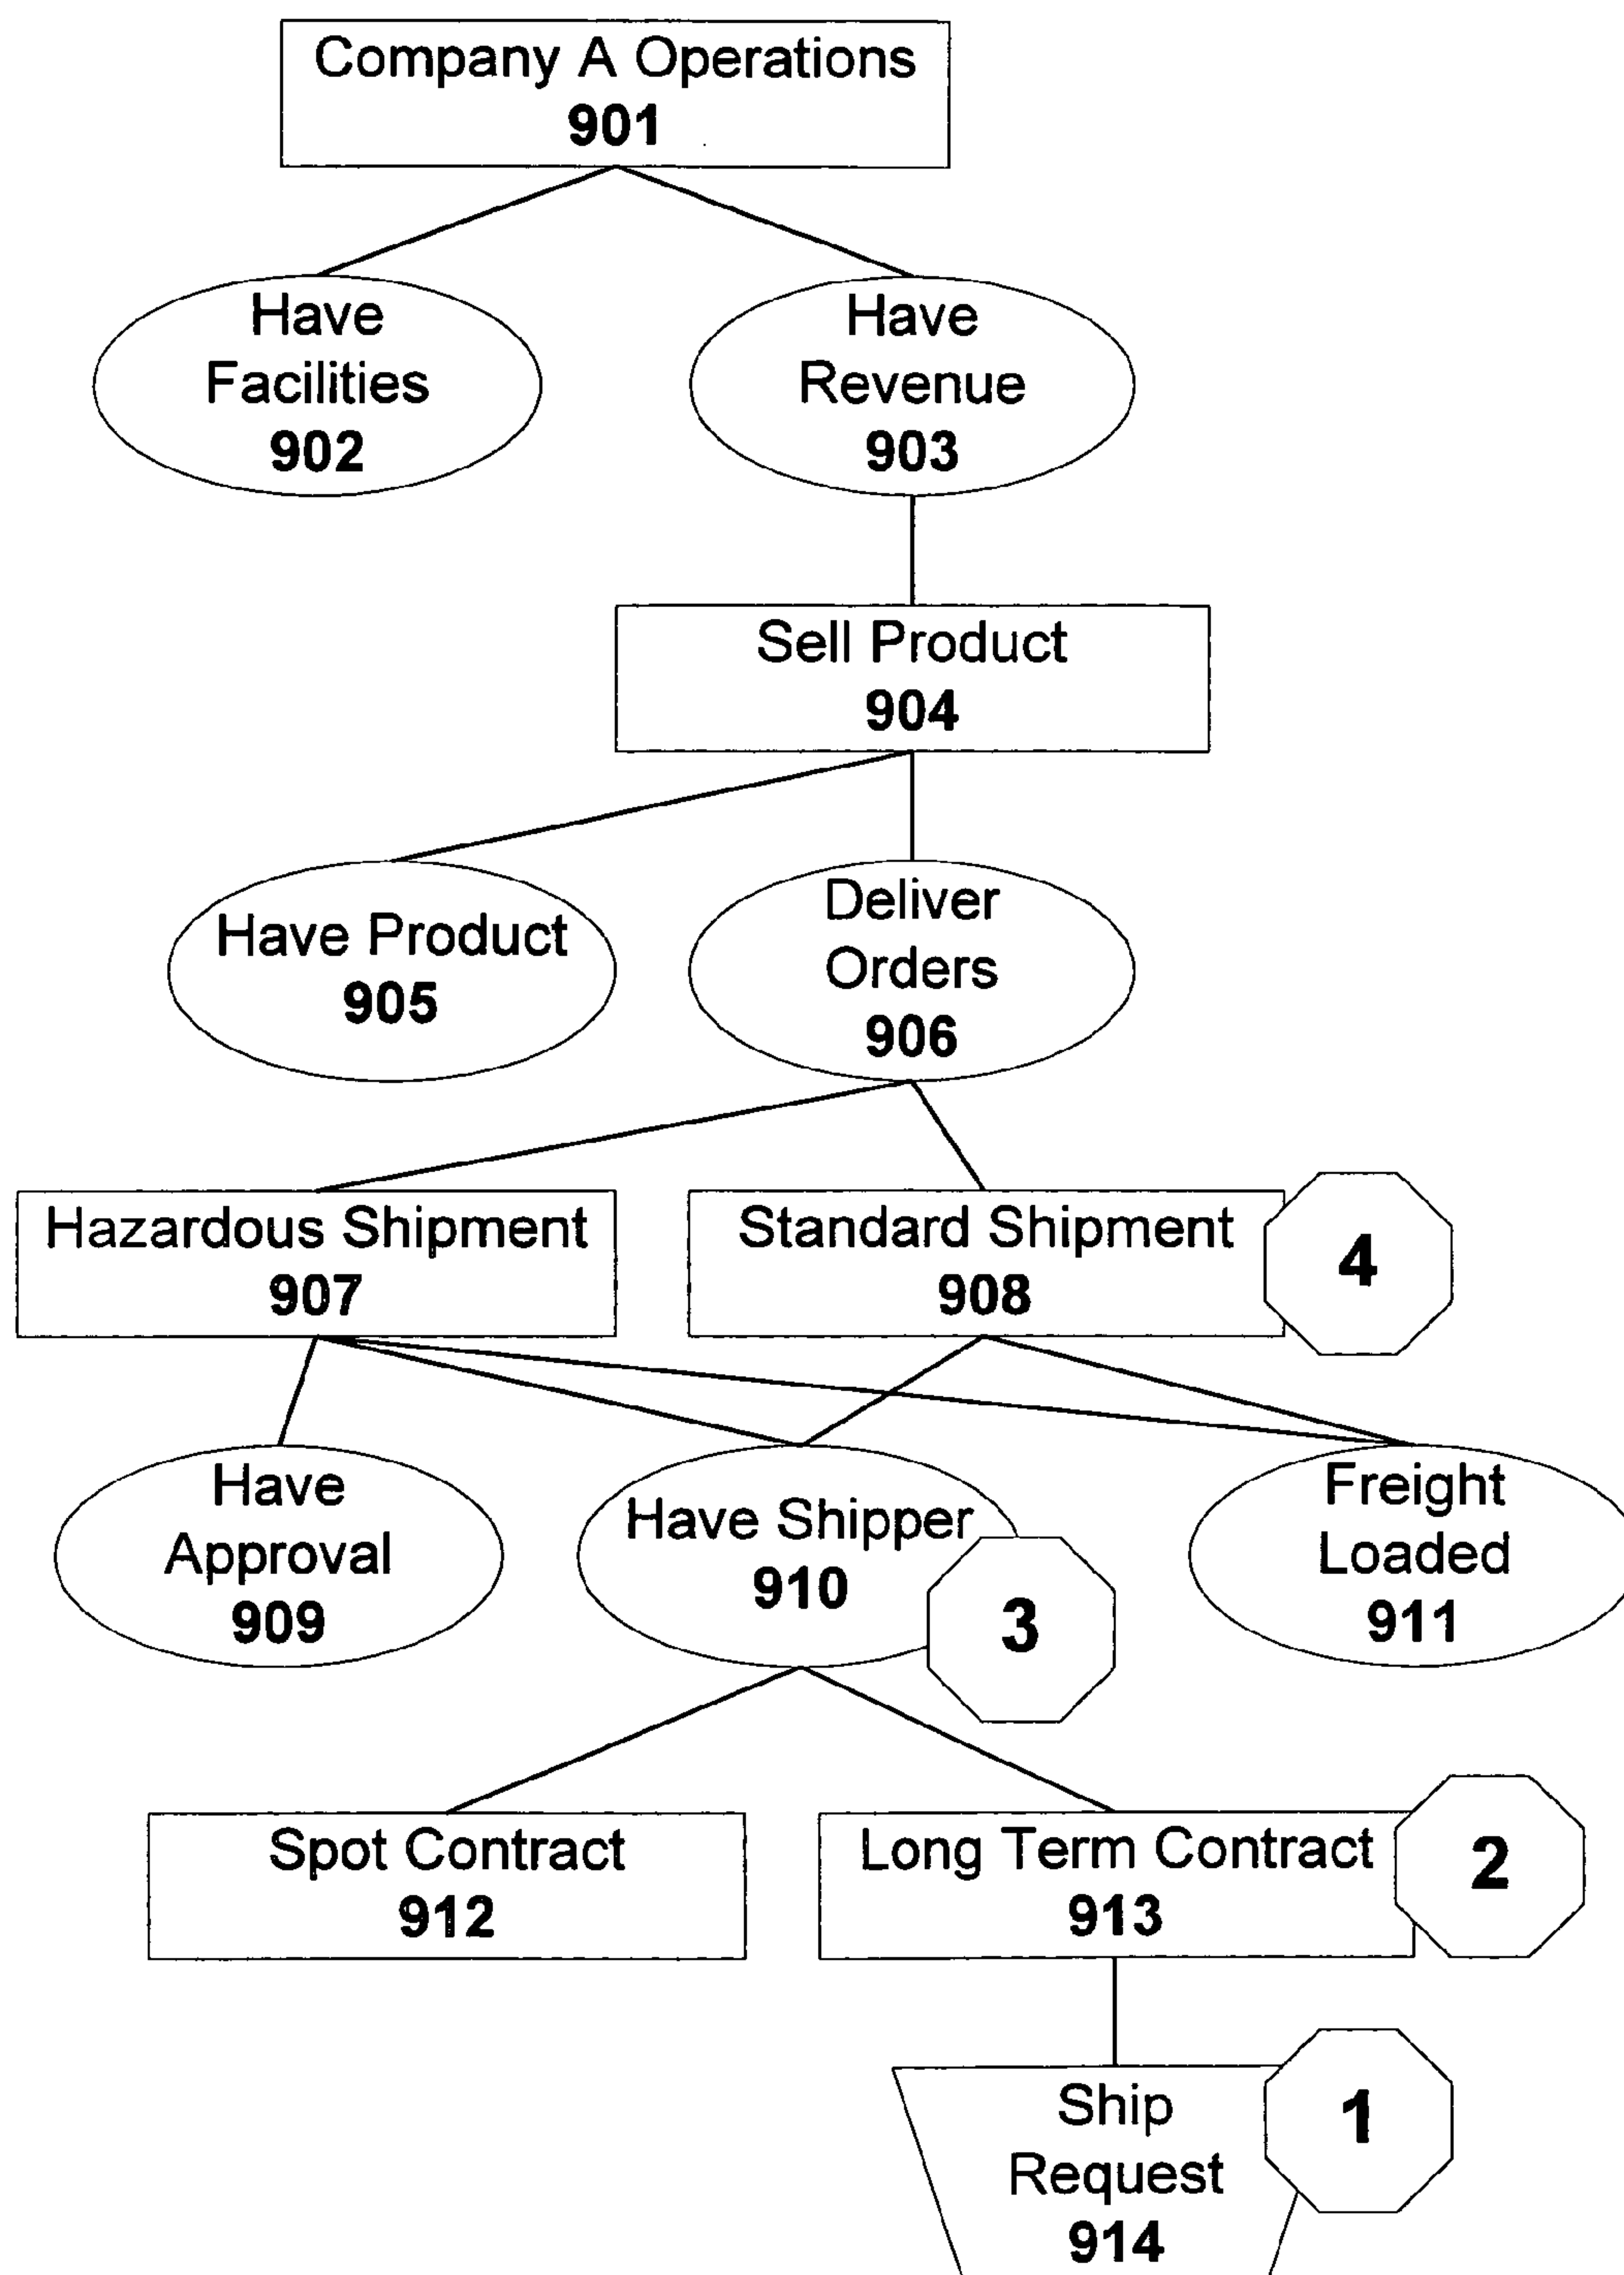 Company A Operations
901
Have
Facilities
902
Have
Revenue
903
Sell Product
904
Have Product
905
Deliver
Orders
906
Hazardous Shipment
907
Standard Shipment
908
4
Have
Approval
909
Have Shipper
910
3
Freight
Loaded
911
Spot Contract
912
Long Term Contract
913
2
Ship
Request
914
1